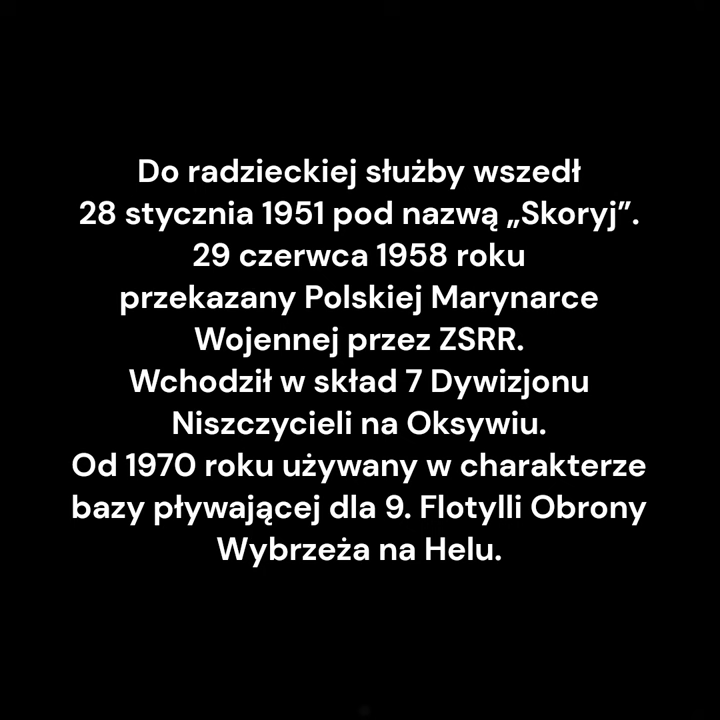 Do radzieckiej służby wszedł
28 stycznia 1951 pod nazwą „Skoryj”.
29 czerwca 1958 roku
przekazany Polskiej Marynarce
Wojennej przez ZSRR.
Wchodził w skład 7 Dywizjonu
Niszczycieli na Oksywiu.
Od 1970 roku używany w charakterze
bazy pływającej dla 9. Flotylli Obrony
Wybrzeża na Helu.